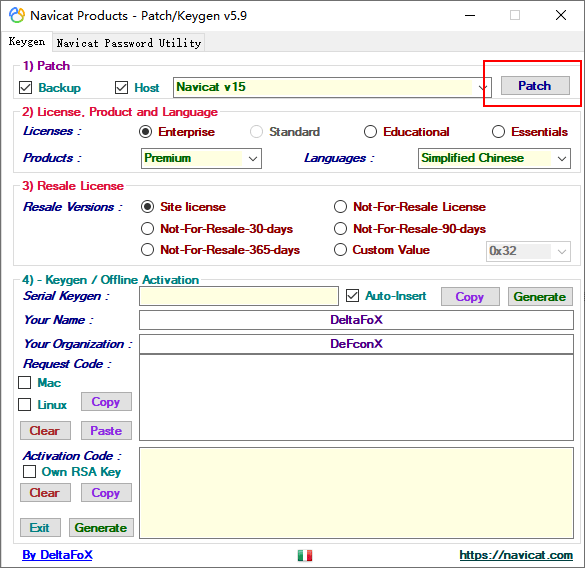 Navicat Products - Patch/Keygen v5.9
Keygen Navicat Password Utility
1) Patch
Backup Host Navicat v15 Patch
2) License, Product and Language
Licenses : Enterprise Standard Educational Essentials
Products : Premium Languages : Simplified Chinese
3) Resale License
Resale Versions : Site license Not-For-Resale License
Not-For-Resale-30-days Not-For-Resale-90-days
Not-For-Resale-365-days Custom Value 0x32
4) - Keygen / Offline Activation
Serial Keygen : Auto-Insert Copy Generate
Your Name : DeltaFoX
Your Organization : DeFconX
Request Code :
Mac
Linux Copy
Clear Paste
Activation Code :
Own RSA Key
Clear Copy
Exit Generate
By DeltaFoX https://navicat.com